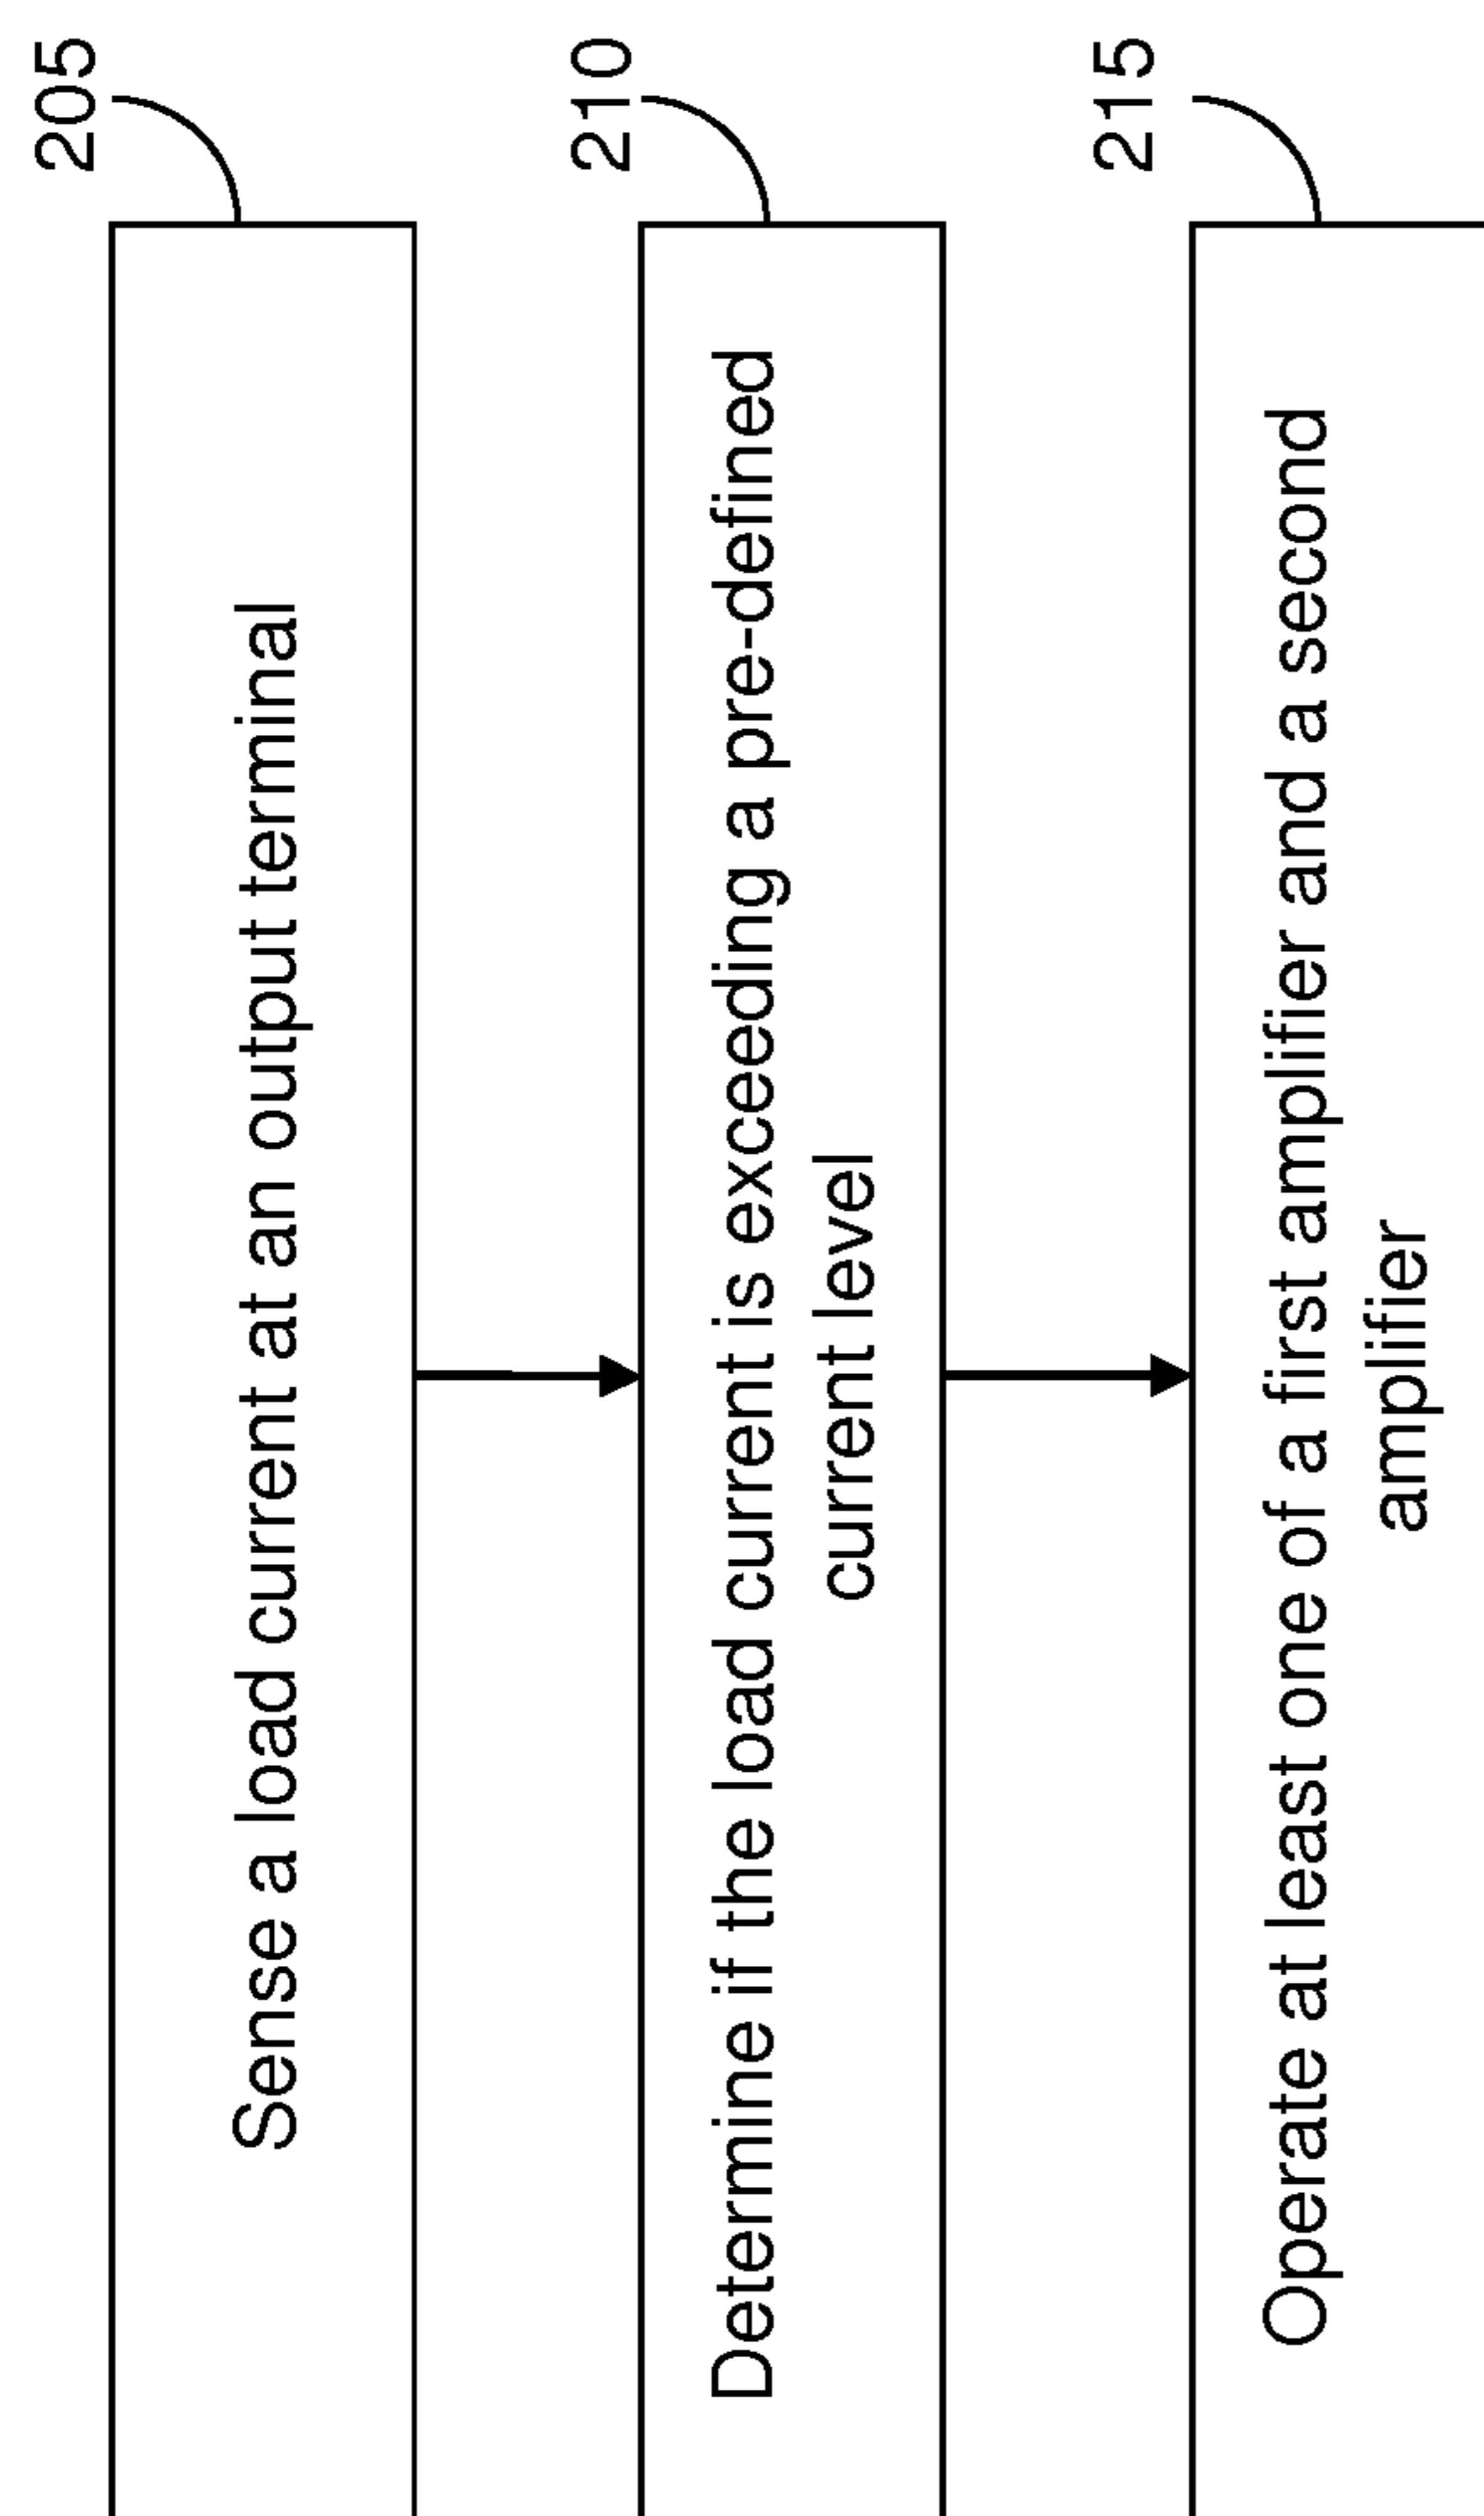 205
Sense a load current at an output terminal
210
Determine if the load current is exceeding a pre-defined
current level
215
Operate at least one of a first amplifier and a second
amplifier